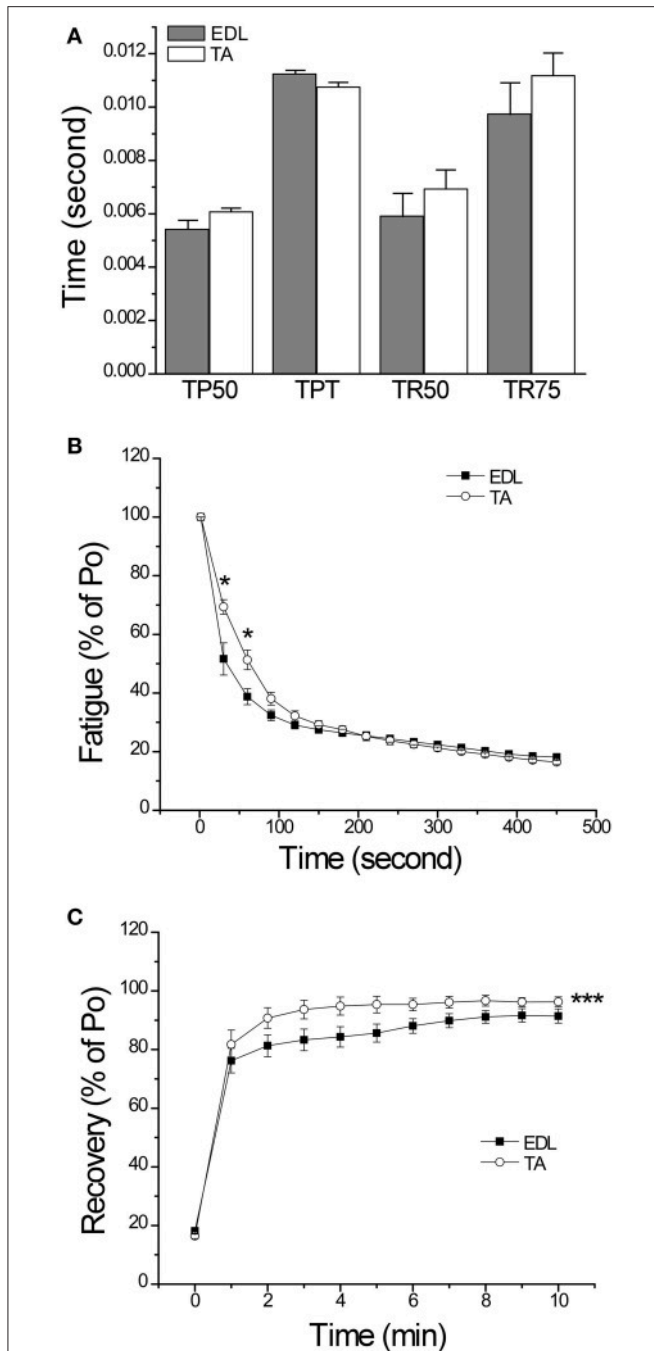 A
EDL
TA
0.012
0.010
0.008
0.006
0.004
0.002
0.000
Time (second)
TP50 TPT TR50 TR75
B
120
100
80
60
40
20
0
Fatigue (% of Po)
EDL
TA
*
*
0 100 200 300 400 500
Time (second)
C
120
100
80
60
40
20
0
Recovery (% of Po)
***
EDL
TA
0 2 4 6 8 10
Time (min)